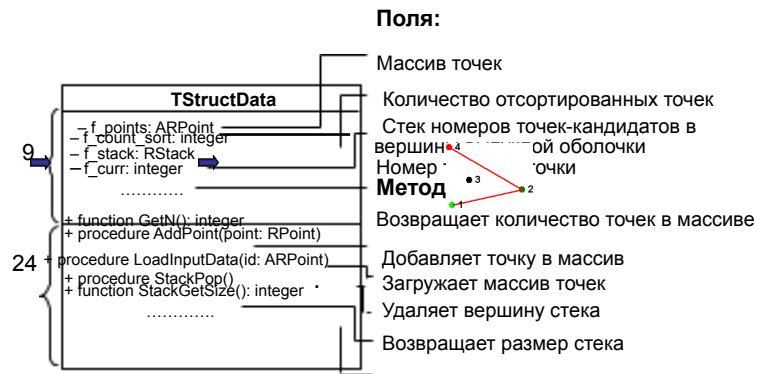 Поля:
Массив точек
TStructData
Количество отсортированных точек
– f_points: ARPoint
– f_count_sort: integer
Стек номеров точек-кандидатов в
9
– f_stack: RStack
оболочки
4
– f_curr: integer
Номер
3
…………
Метод
2
1
+ function GetN(): integer
Возвращает количество точек в массиве
+ procedure AddPoint(point: RPoint)
24
+ procedure LoadInputData(id: ARPoint)
Добавляет точку в массив
+ procedure StackPop()
Загружает массив точек
+ function StackGetSize(): integer
Удаляет вершину стека
………….
Возвращает размер стека